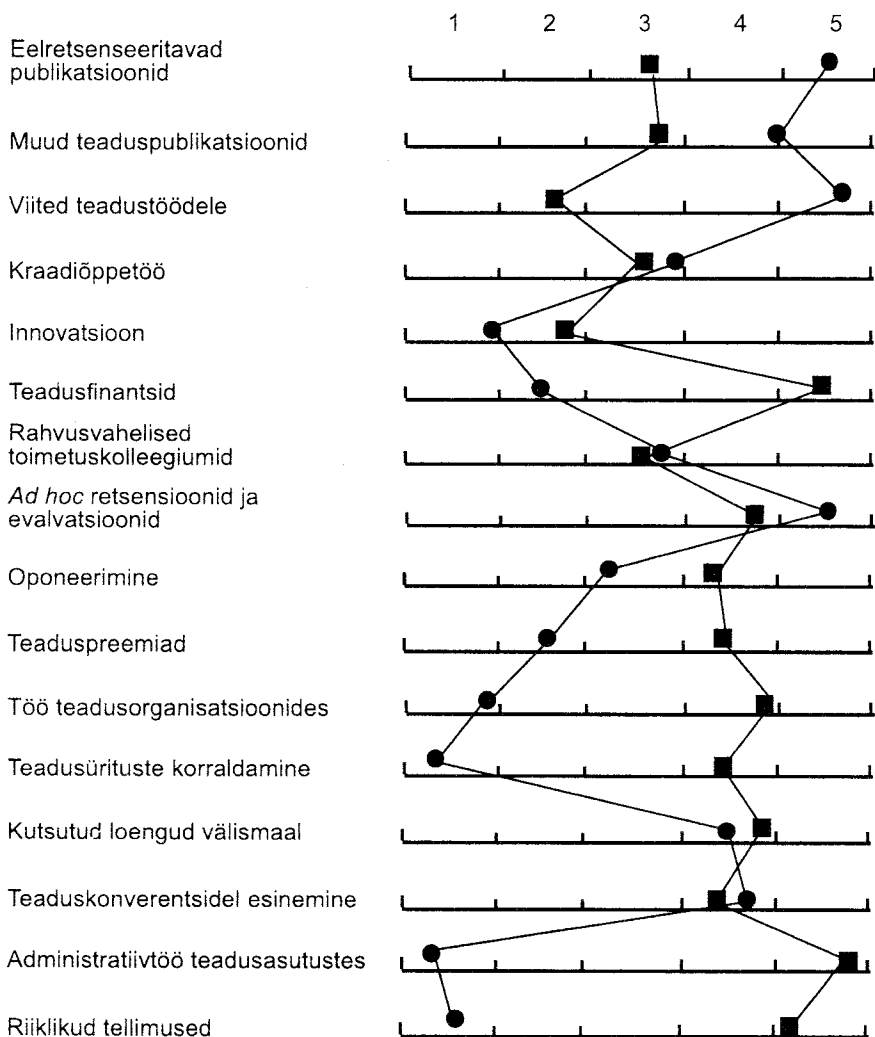 1 2 3 4 5
Eelretsenseeritavad
publikatsioonid
Muud teaduspublikatsioonid
Viited teadustöödele
Kraadiõppetöö
Innovatsioon
Teadusfinantsid
Rahvusvahelised
toimetuskolleegiumid
Ad hoc retsensioonid ja
evalvatsioonid
Oponeerimine
Teaduspreemiad
Töö teadusorganisatsioonides
Teadusürituste korraldamine
Kutsutud loengud välismaal
Teaduskonverentsidel esinemine
Administratiivtöö teadusasutustes
Riiklikud tellimused